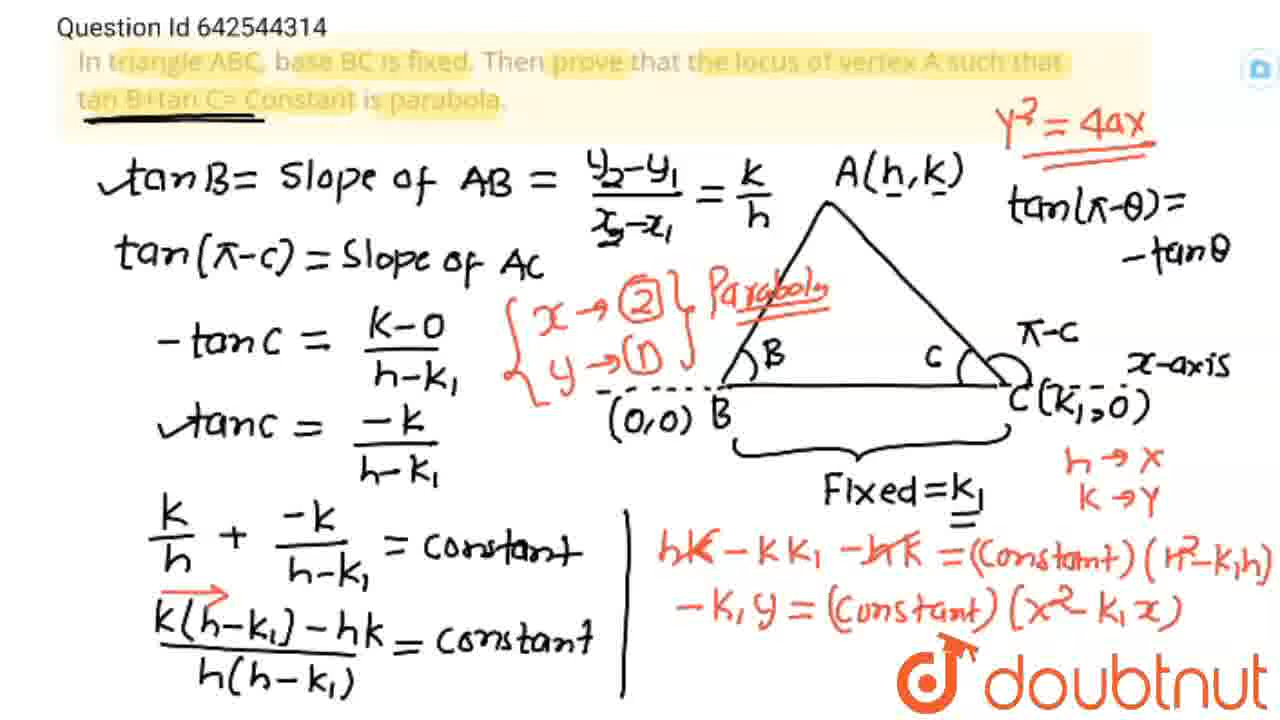 Question Id 642544314
In triangle ABC, base BC is fixed. Then prove that the locus of vertex A such that
tan B+tan C= Constant is parabola.
y² = 4ax
tanB = Slope of AB = y₂-y₁/x₂-x₁ = k/h
A(h,k)
tan(π-θ) =
-tanθ
tan(π-c) = Slope of AC
x → 2
y → 1
Parabola
-tanc = k-0/h-k₁
B
C
π-c
x-axis
(0,0) B
C(k₁,0)
tanc = -k/h-k₁
Fixed = k₁
h → x
k → y
k/h + -k/h-k₁ = constant
k(h-k₁)-hk/h(h-k₁) = constant
hk - kk₁ - hk = (constant)(h²-k₁h)
-k₁y = (constant)(x²-k₁x)
doubtnut